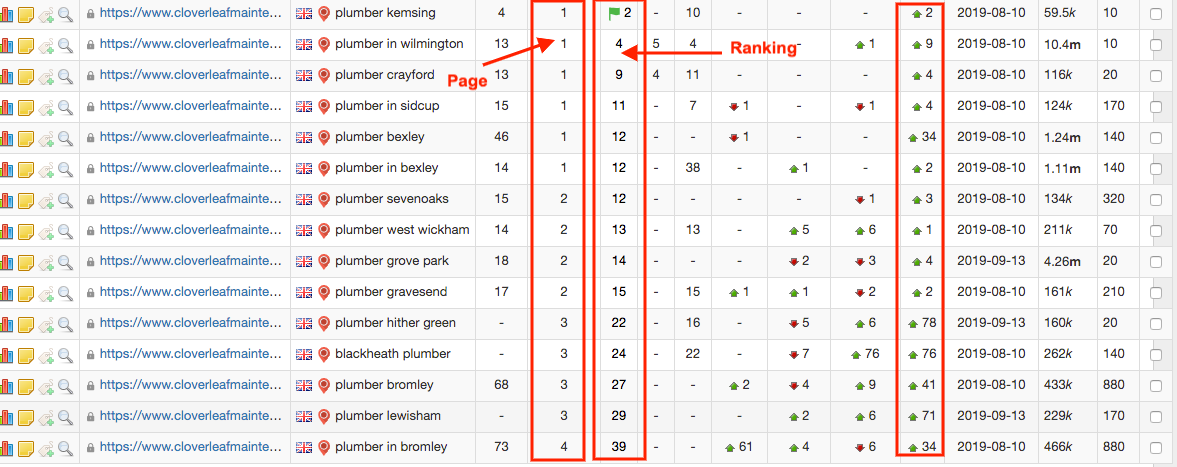 https://www.cloverleafmainte... plumber kemsing 4 1 2 - 10 - - - 2 2019-08-10 59.5k 10
https://www.cloverleafmainte... plumber in wilmington 13 1 4 5 4 - 1 9 2019-08-10 10.4m 10
Page
Ranking
https://www.cloverleafmainte... plumber crayford 13 1 9 4 11 - - - 4 2019-08-10 116k 20
https://www.cloverleafmainte... plumber in sidcup 15 1 11 - 7 1 - 1 4 2019-08-10 124k 170
https://www.cloverleafmainte... plumber bexley 46 1 12 - - 1 - - 34 2019-08-10 1.24m 140
https://www.cloverleafmainte... plumber in bexley 14 1 12 - 38 - 1 - 2 2019-08-10 1.11m 140
https://www.cloverleafmainte... plumber sevenoaks 15 2 12 - - - - 1 3 2019-08-10 134k 320
https://www.cloverleafmainte... plumber west wickham 14 2 13 - 13 - 5 6 1 2019-08-10 211k 70
https://www.cloverleafmainte... plumber grove park 18 2 14 - - - 2 3 4 2019-09-13 4.26m 20
https://www.cloverleafmainte... plumber gravesend 17 2 15 - 15 1 1 2 2 2019-08-10 161k 210
https://www.cloverleafmainte... plumber hither green - 3 22 - 16 - 5 6 78 2019-09-13 160k 20
https://www.cloverleafmainte... blackheath plumber - 3 24 - 22 - 7 76 76 2019-08-10 262k 140
https://www.cloverleafmainte... plumber bromley 68 3 27 - - 2 4 9 41 2019-08-10 433k 880
https://www.cloverleafmainte... plumber lewisham - 3 29 - - - 2 6 71 2019-09-13 229k 170
https://www.cloverleafmainte... plumber in bromley 73 4 39 - - 61 4 6 34 2019-08-10 466k 880